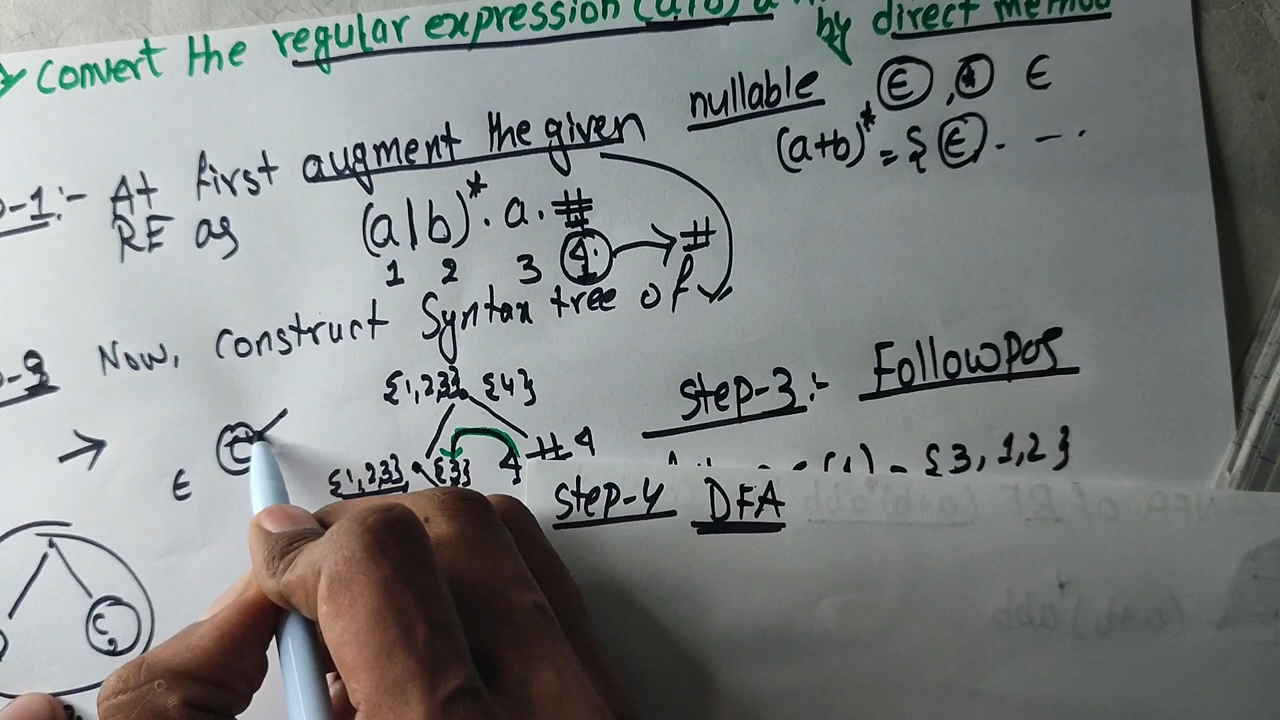 Convert the regular expression (a|b)* a
by direct method
nullable ∈, ∈
(a+b)* = {∈. - - .
p-1:- At first augment the given
RE as (a|b)* . a . #
1 2 3 4. → #
Now, construct Syntax tree of
{1,2,3} {4}
# 4
Step-3:- Followpos
{3, 1, 2}
∈
{1,2,3} {3} 4
Step-4 DFA